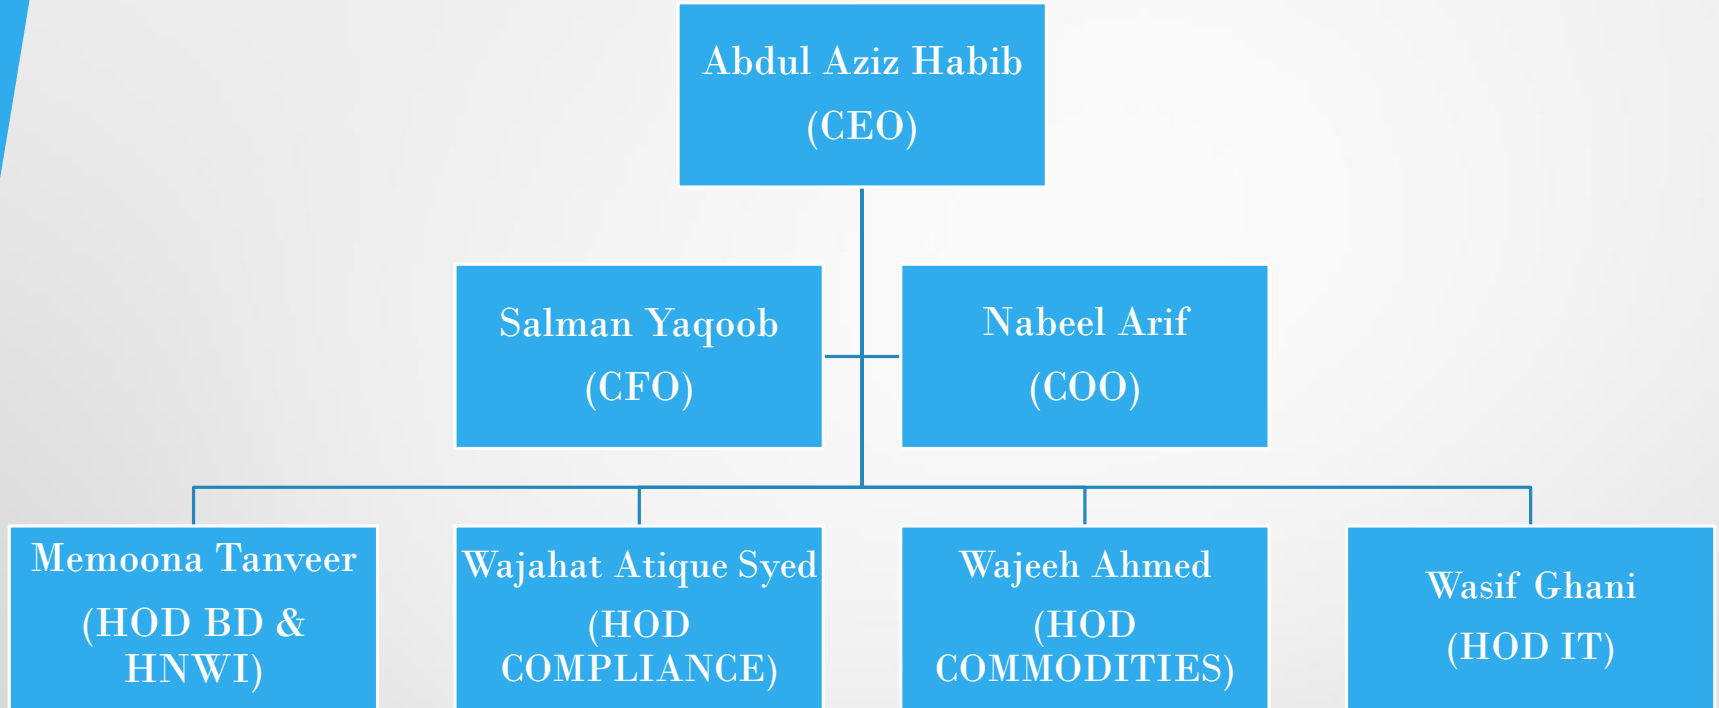 Abdul Aziz Habib
(CEO)
Salman Yaqoob
(CFO)
Nabeel Arif
(COO)
Memoona Tanveer
(HOD BD &
HNWI)
Wajahat Atique Syed
(HOD
COMPLIANCE)
Wajeeh Ahmed
(HOD
COMMODITIES)
Wasif Ghani
(HOD IT)